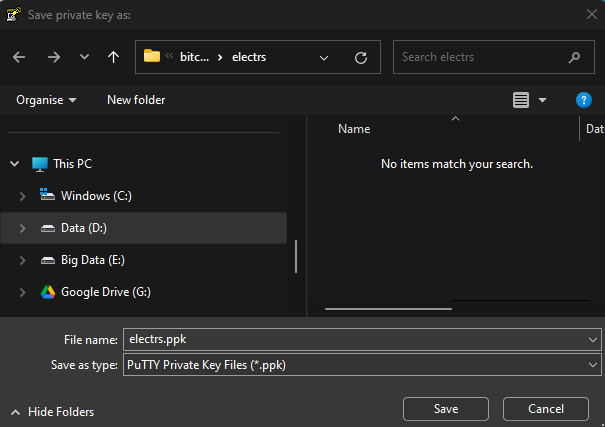 Save private key as:
bitc... electrs
Search electrs
Organise New folder
?
Name Dat
No items match your search.
This PC
Windows (C:)
Data (D:)
Big Data (E:)
Google Drive (G:)
File name: electrs.ppk
Save as type: PuTTY Private Key Files (*.ppk)
Hide Folders Save Cancel